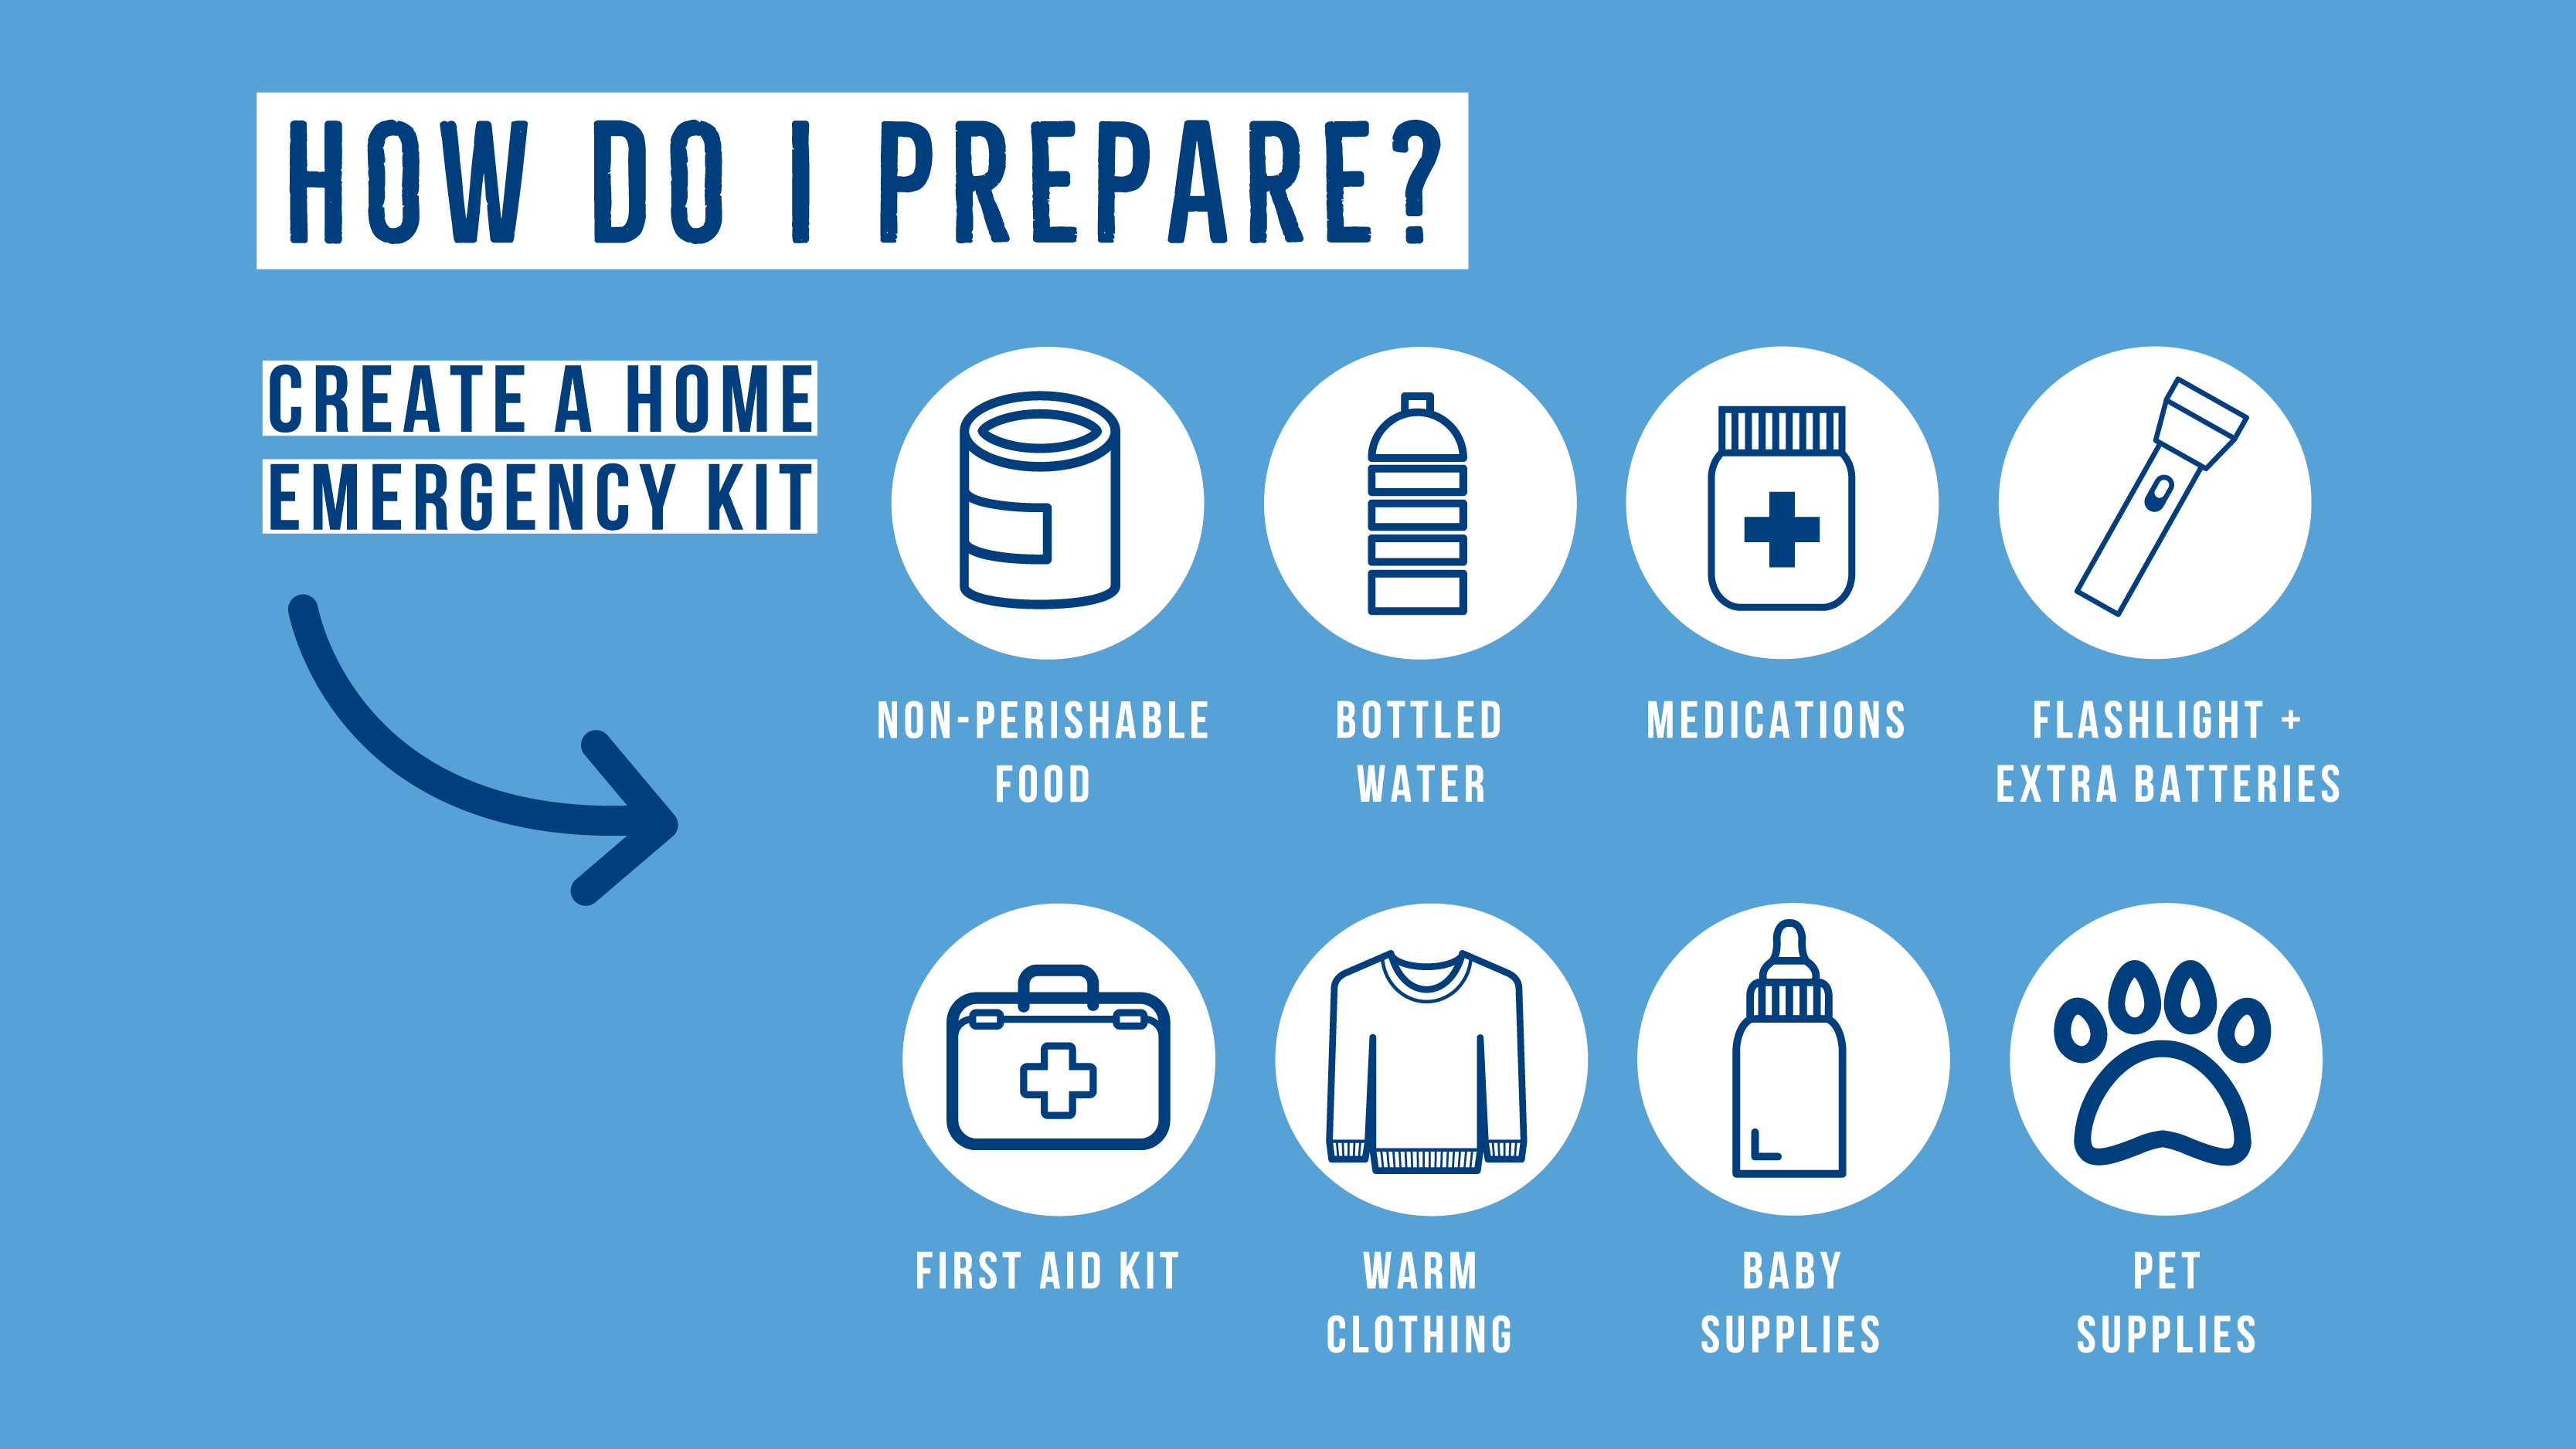 HOW DO I PREPARE?
CREATE A HOME
EMERGENCY KIT
NON-PERISHABLE
FOOD
BOTTLED
WATER
MEDICATIONS
FLASHLIGHT +
EXTRA BATTERIES
FIRST AID KIT
WARM
CLOTHING
BABY
SUPPLIES
PET
SUPPLIES